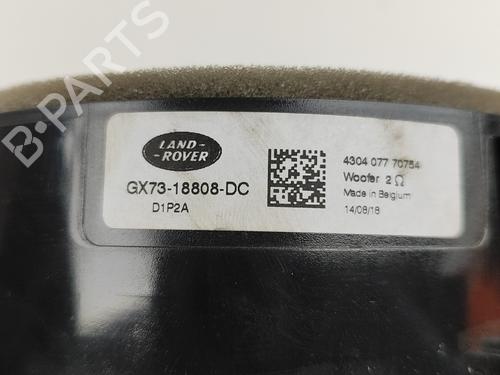 LAND-
-ROVER
GX73-18808-DC
D1P2A
4304 077 70754
Woofer 2 Ω
Made in Belgium
14/08/18
B-PARTS